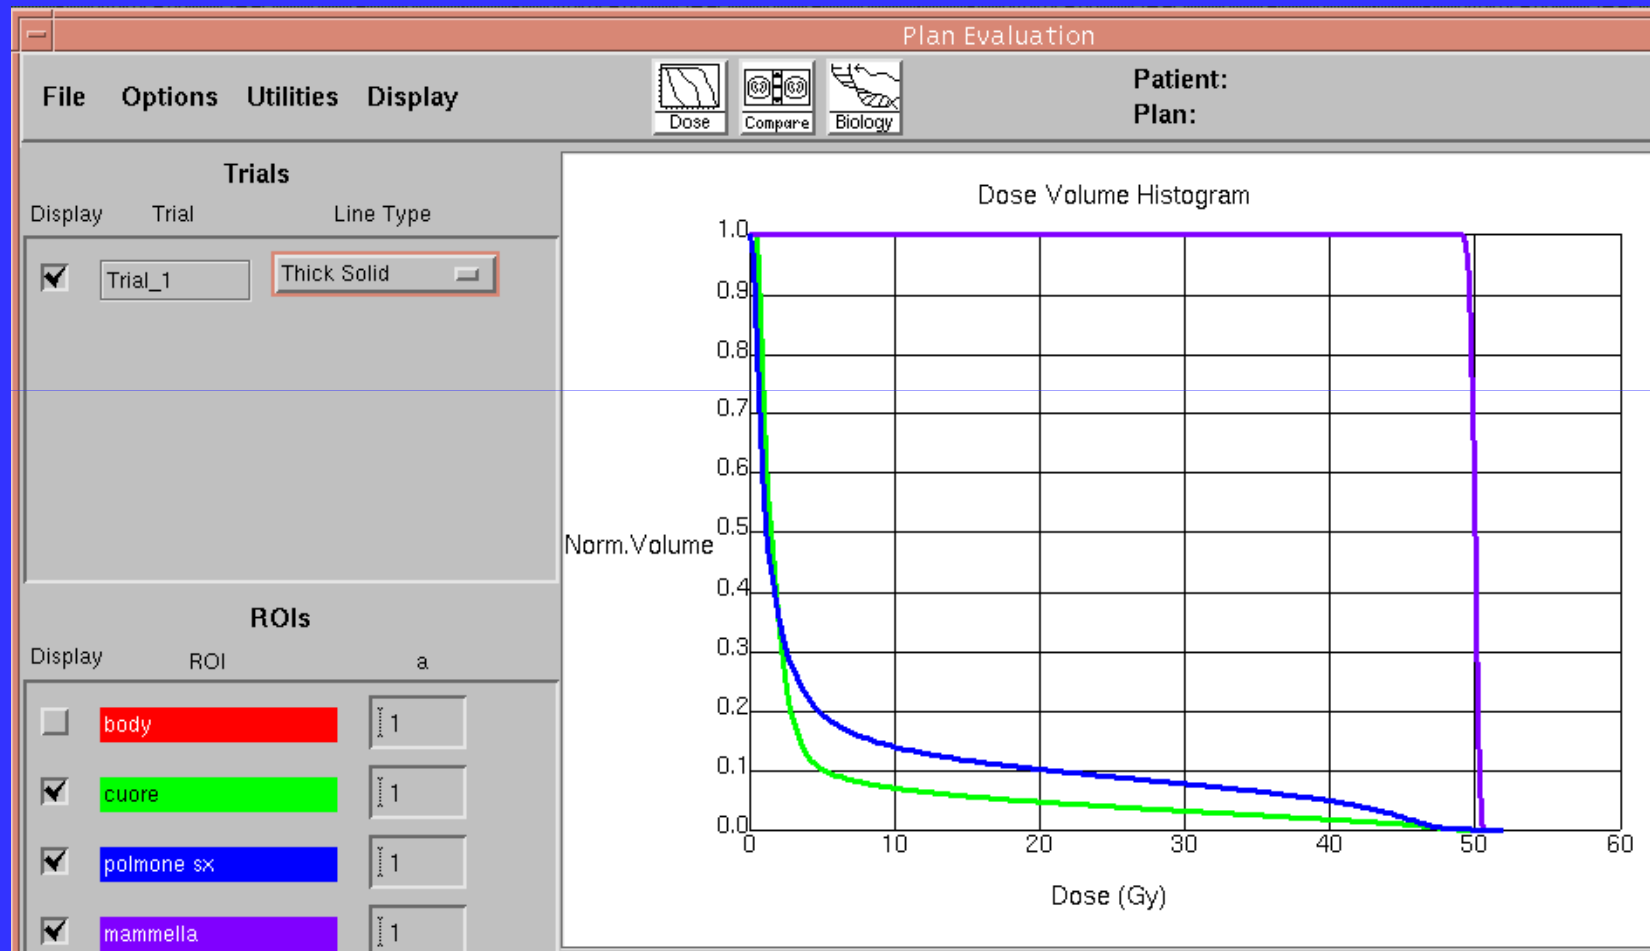 Plan Evaluation
File Options Utilities Display
Dose Compare Biology
Patient:
Plan:
Trials
Display Trial Line Type
Trial_1 Thick Solid
ROIs
Display ROI a
body 1
cuore 1
polmone sx 1
mammella 1
Dose Volume Histogram
1.0
0.9
0.8
0.7
0.6
0.5
Norm.Volume
0.4
0.3
0.2
0.1
0.0
0 10 20 30 40 50 60
Dose (Gy)